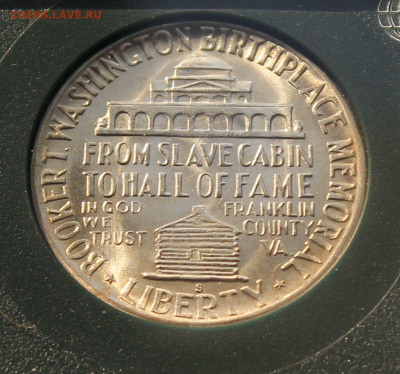 coins.lave.ru
BOOKER T. WASHINGTON BIRTHPLACE MEMORIAL
FROM SLAVE CABIN
TO HALL OF FAME
IN GOD
WE
TRUST
FRANKLIN
COUNTY
VA.
S
★ LIBERTY ★